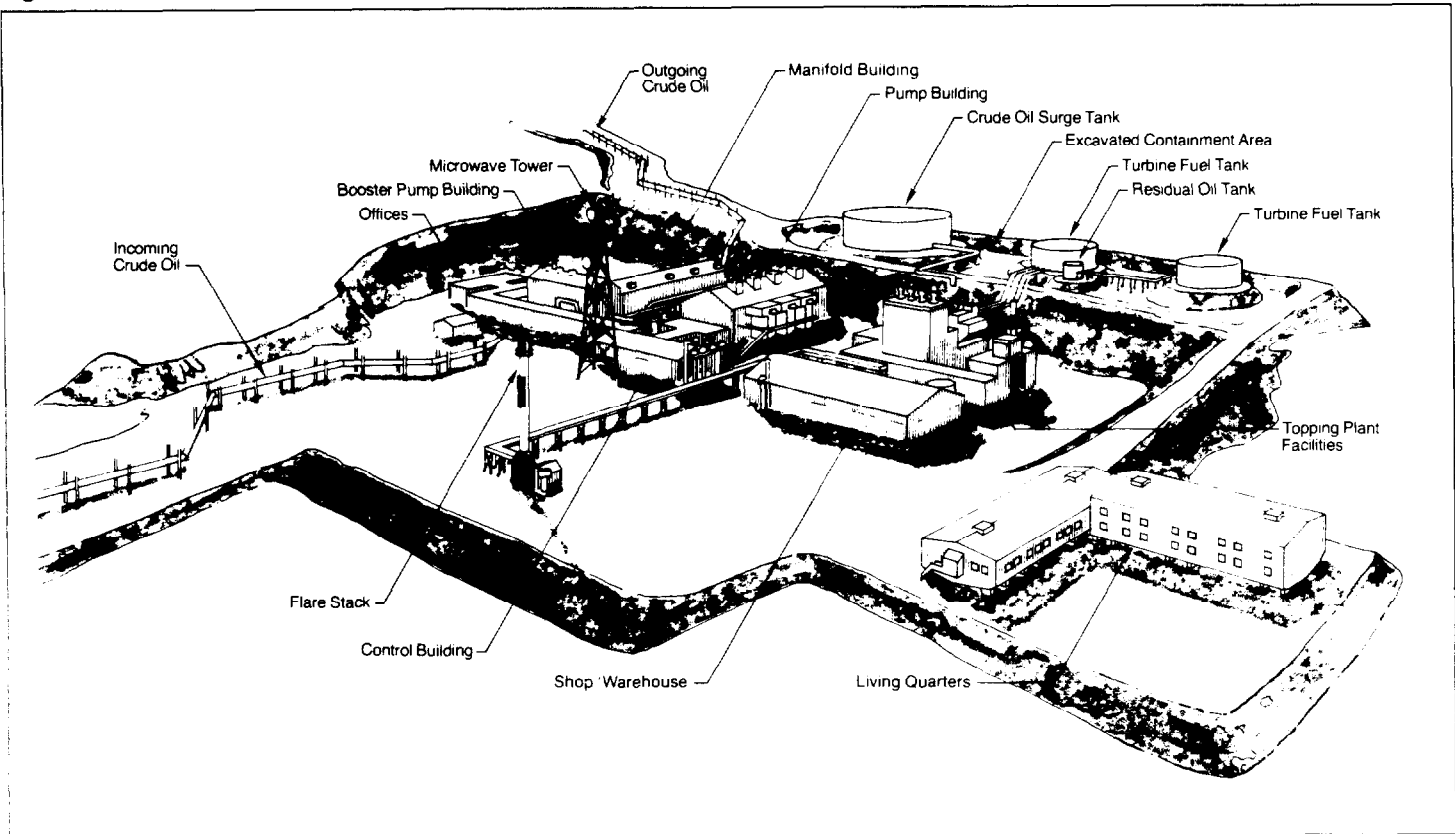 Outgoing
Crude Oil
Manifold Building
Pump Building
Crude Oil Surge Tank
Excavated Containment Area
Microwave Tower
Turbine Fuel Tank
Booster Pump Building
Residual Oil Tank
Offices
Turbine Fuel Tank
Incoming
Crude Oil
Topping Plant
Facilities
Flare Stack
Control Building
Shop Warehouse
Living Quarters